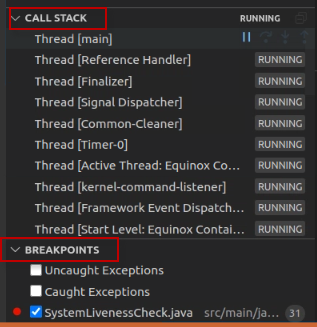 CALL STACK RUNNING
Thread [main]
Thread [Reference Handler] RUNNING
Thread [Finalizer] RUNNING
Thread [Signal Dispatcher] RUNNING
Thread [Common-Cleaner] RUNNING
Thread [Timer-0] RUNNING
Thread [Active Thread: Equinox Co... RUNNING
Thread [kernel-command-listener] RUNNING
Thread [Framework Event Dispatch... RUNNING
Thread [Start Level: Equinox Contai... RUNNING
BREAKPOINTS
Uncaught Exceptions
Caught Exceptions
SystemLivenessCheck.java src/main/ja... 31